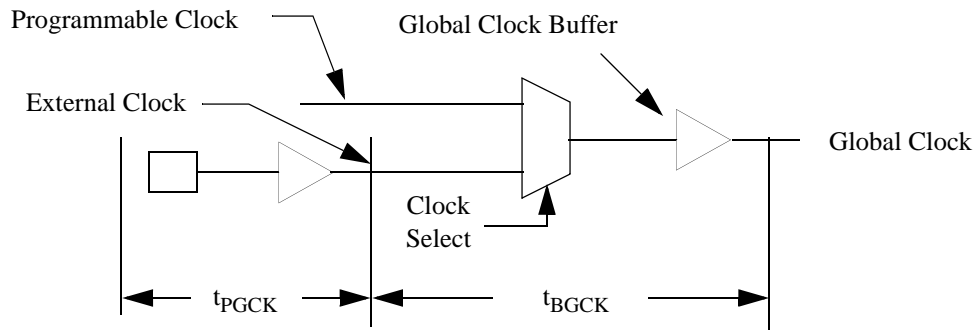 Programmable Clock
Global Clock Buffer
External Clock
Global Clock
Clock
Select
tPGCK
tBGCK